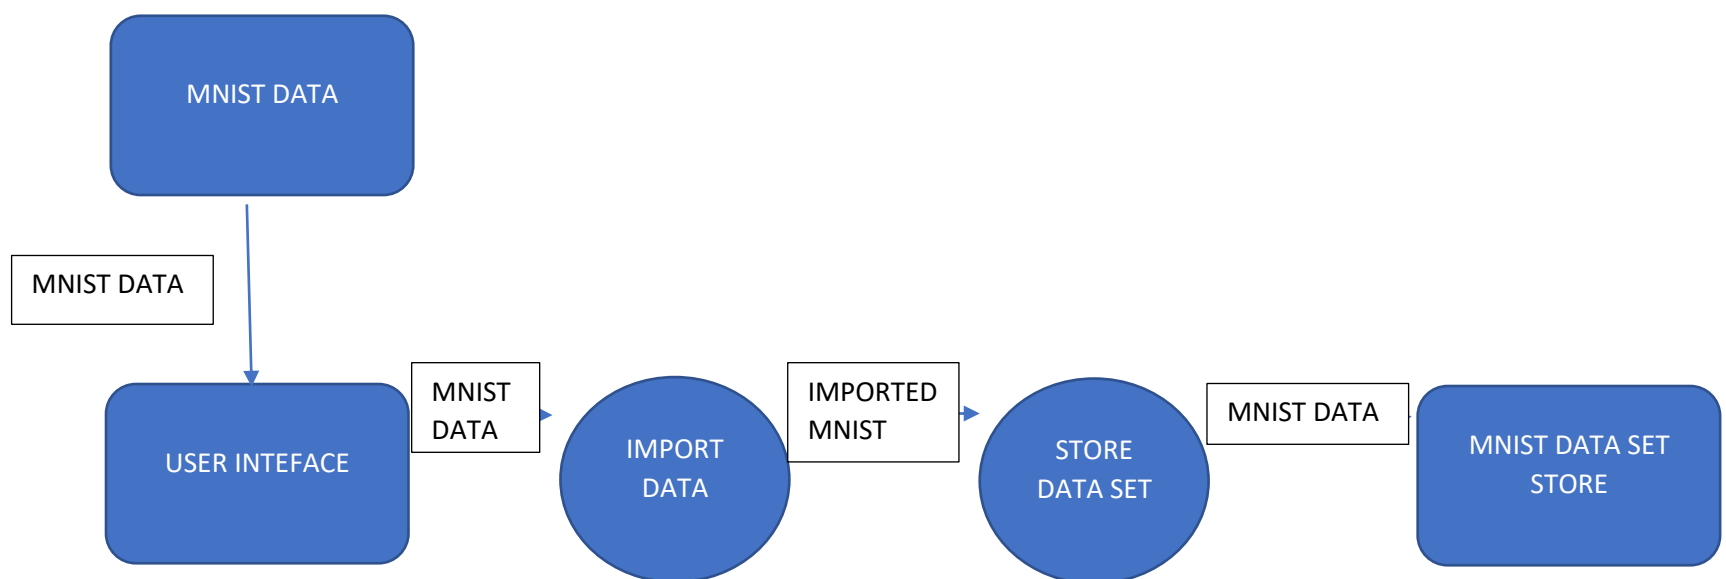 MNIST DATA
MNIST DATA
MNIST
DATA
IMPORTED
MNIST
MNIST DATA
USER INTEFACE
IMPORT
DATA
STORE
DATA SET
MNIST DATA SET
STORE